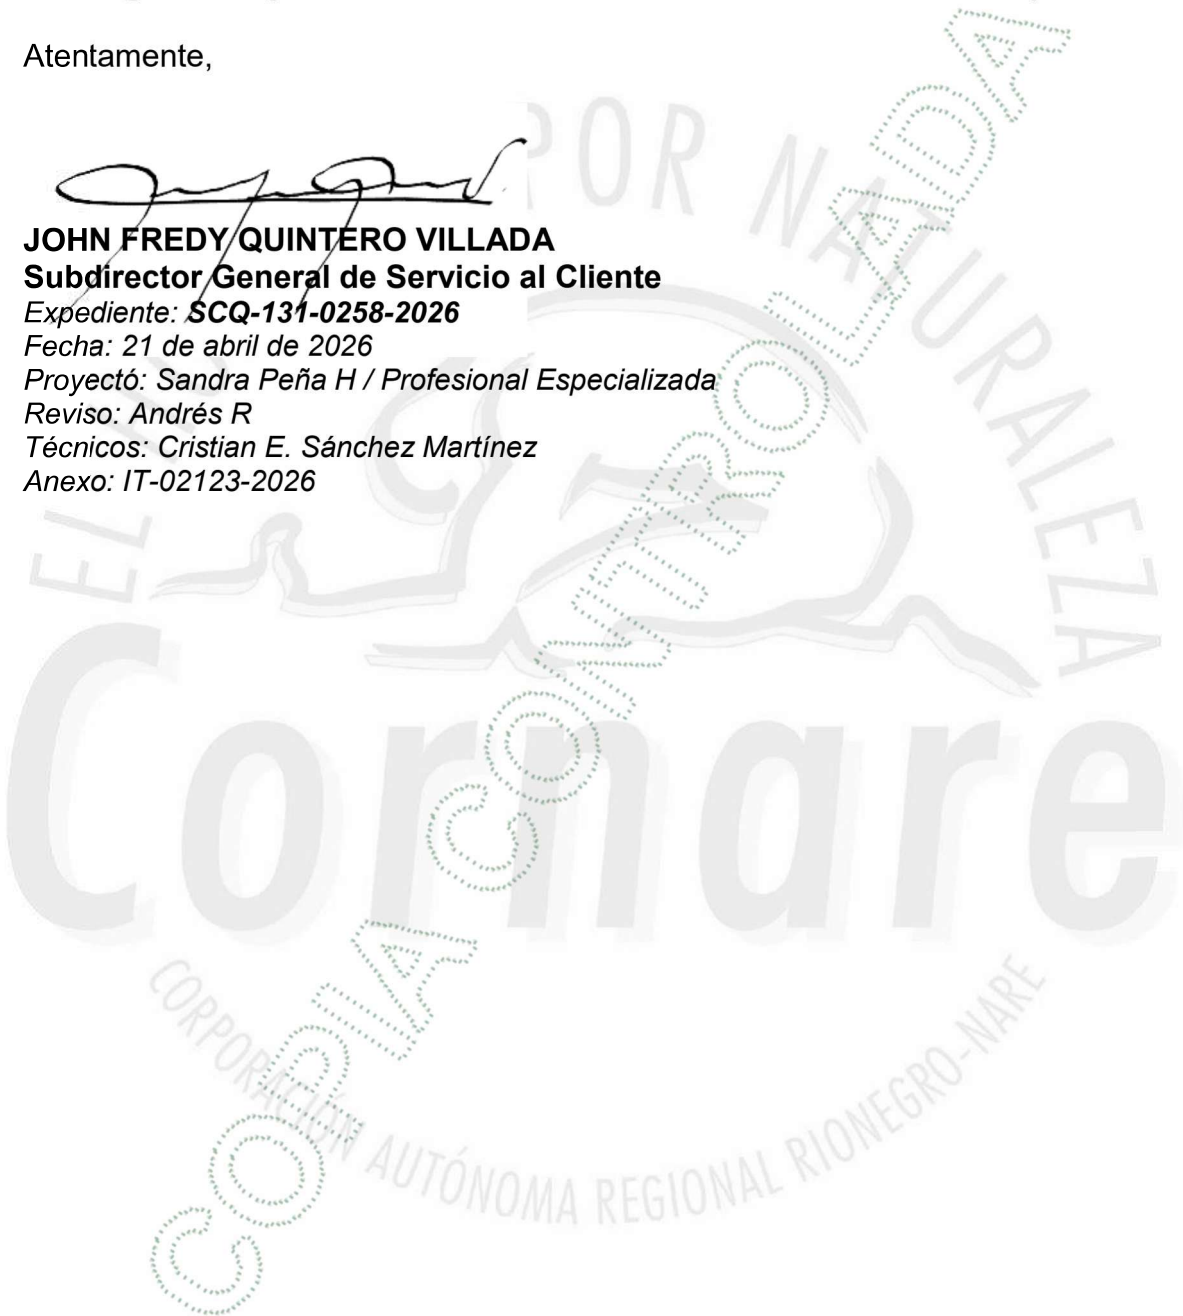 Atentamente,
JOHN FREDY QUINTERO VILLADA
Subdirector General de Servicio al Cliente
Expediente: SCQ-131-0258-2026
Fecha: 21 de abril de 2026
Proyectó: Sandra Peña H / Profesional Especializada
Reviso: Andrés R
Técnicos: Cristian E. Sánchez Martínez
Anexo: IT-02123-2026
COPIA CONTROLADA
POR NATURALEZA
Cornare
CORPORACIÓN AUTÓNOMA REGIONAL RIONEGRO-NARE